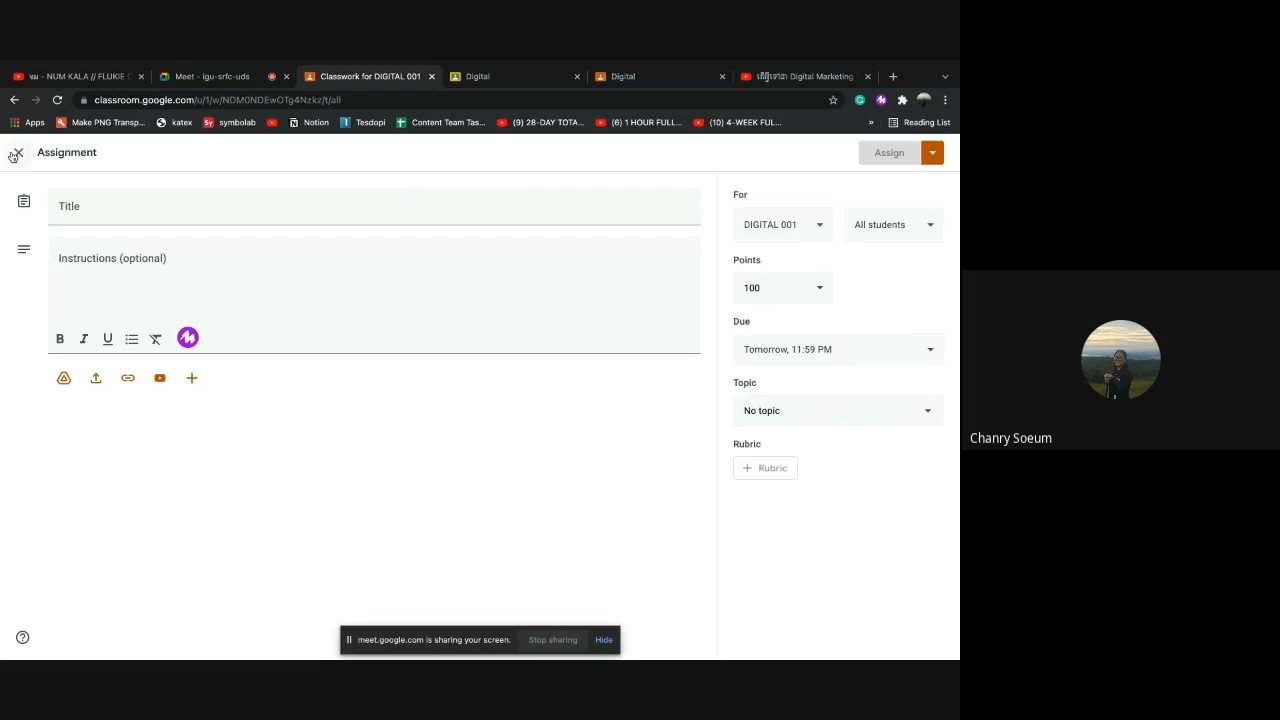 จม - NUM KALA // FLUKIE
Meet - igu-srfc-uds
Classwork for DIGITAL 001
Digital
Digital
Digital Marketing
classroom.google.com/u/1/w/NDM0NDEwOTg4Nzkz/t/all
Apps
Make PNG Transp...
katex
Sy symbolab
Notion
Tesdopi
Content Team Tas...
(9) 28-DAY TOTA...
(6) 1 HOUR FULL...
(10) 4-WEEK FUL...
»
Reading List
Assignment
Assign
Title
Instructions (optional)
B I U
For
DIGITAL 001
All students
Points
100
Due
Tomorrow, 11:59 PM
Topic
No topic
Rubric
+ Rubric
Chanry Soeum
meet.google.com is sharing your screen.
Stop sharing
Hide